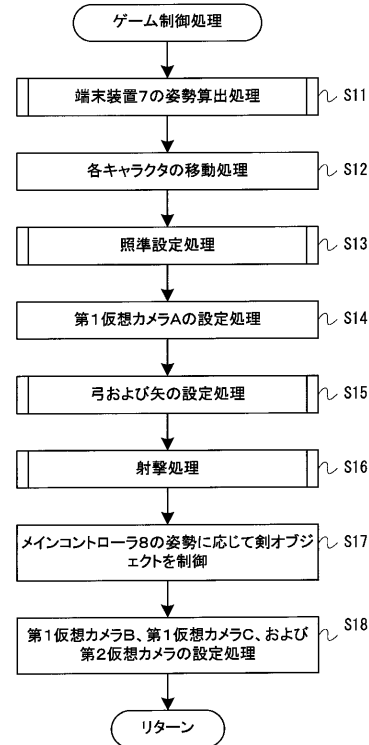 ゲーム制御処理
端末装置7の姿勢算出処理
S11
各キャラクタの移動処理
S12
照準設定処理
S13
第1仮想カメラAの設定処理
S14
弓および矢の設定処理
S15
射撃処理
S16
メインコントローラ8の姿勢に応じて剣オブジ
ェクトを制御
S17
第1仮想カメラB、第1仮想カメラC、および
第2仮想カメラの設定処理
S18
リターン